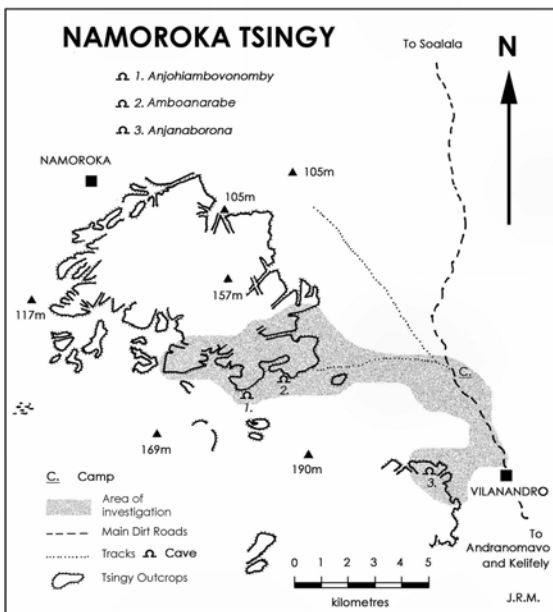 NAMOROKA TSINGY
To Soalala
N
1. Anjohiambovonomby
2. Amboanarabe
3. Anjanaborona
NAMOROKA
105m
105m
157m
117m
C.
1.
2.
169m
190m
3.
VILANANDRO
C. Camp
Area of
investigation
Main Dirt Roads
Tracks Cave
Tsingy Outcrops
To
Andranomavo
and Kelifely
0 1 2 3 4 5
kilometres
J.R.M.